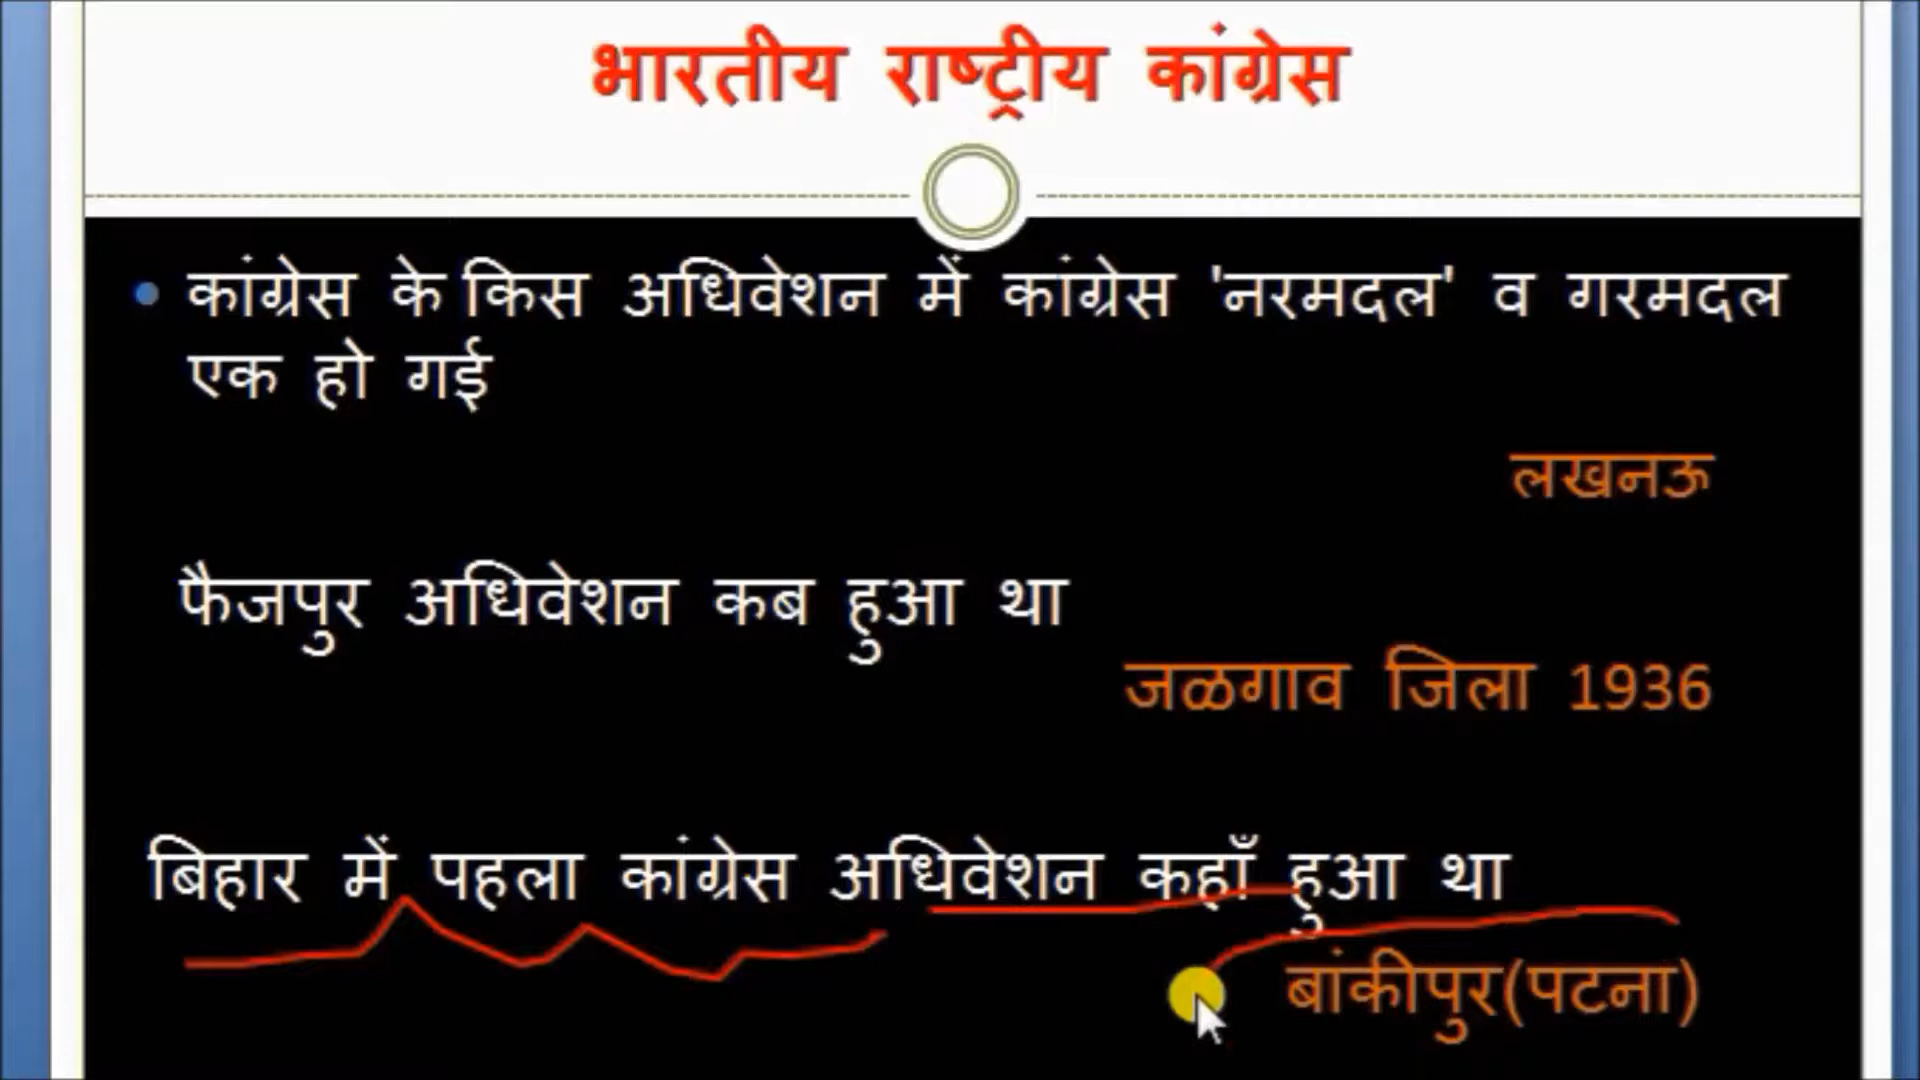 भारतीय राष्ट्रीय कांग्रेस
कांग्रेस के किस अधिवेशन में कांग्रेस 'नरमदल' व गरमदल
एक हो गई
लखनऊ
फैजपुर अधिवेशन कब हुआ था
जळगाव जिला 1936
बिहार में पहला कांग्रेस अधिवेशन कहाँ हुआ था
बांकीपुर(पटना)